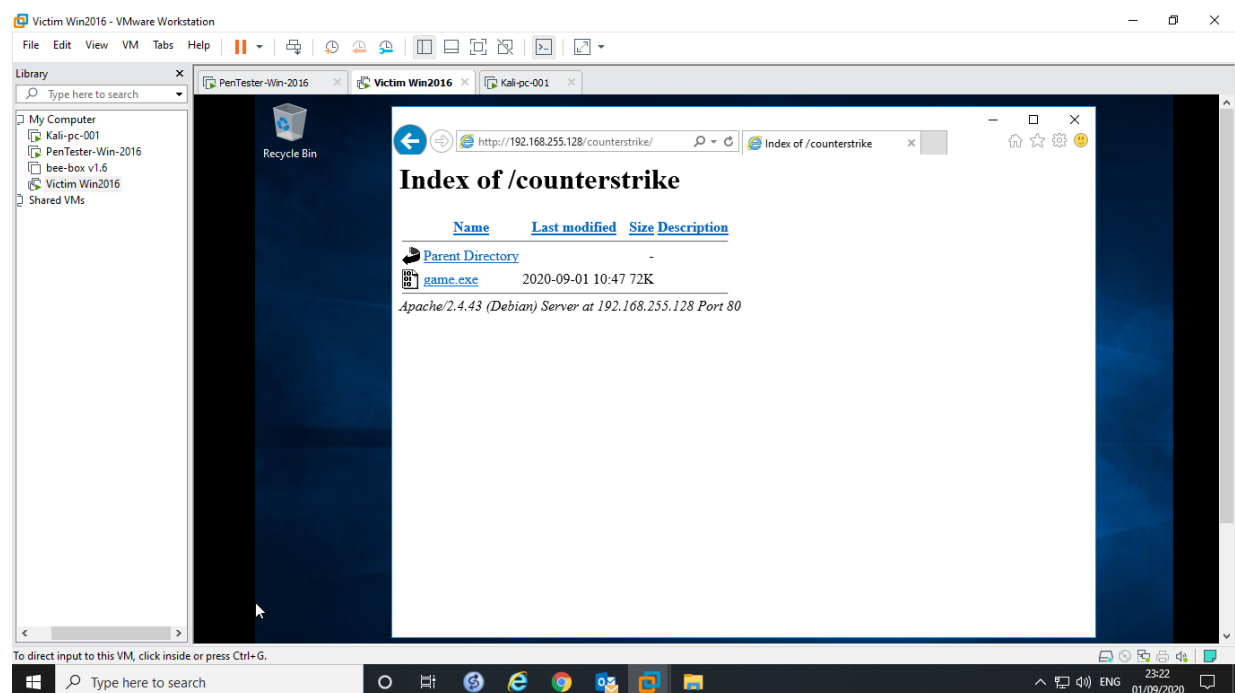 Victim Win2016 - VMware Workstation
File Edit View VM Tabs Help
Library
Type here to search
My Computer
Kali-pc-001
PenTester-Win-2016
bee-box v1.6
Victim Win2016
Shared VMs
PenTester-Win-2016
Victim Win2016
Kali-pc-001
Recycle Bin
http://192.168.255.128/counterstrike/
Index of /counterstrike
Index of /counterstrike
Name Last modified Size Description
Parent Directory -
game.exe 2020-09-01 10:47 72K
Apache/2.4.43 (Debian) Server at 192.168.255.128 Port 80
To direct input to this VM, click inside or press Ctrl+G.
Type here to search
ENG
23:22
01/09/2020